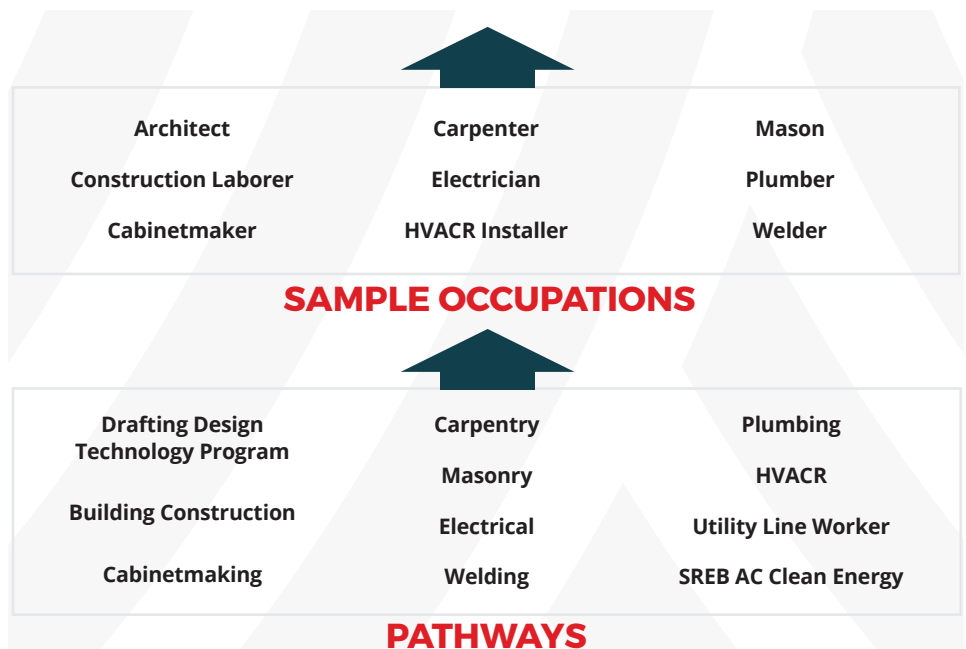 Architect
Carpenter
Mason
Construction Laborer
Electrician
Plumber
Cabinetmaker
HVACR Installer
Welder
SAMPLE OCCUPATIONS
Drafting Design
Technology Program
Building Construction
Cabinetmaking
Carpentry
Masonry
Electrical
Welding
Plumbing
HVACR
Utility Line Worker
SREB AC Clean Energy
PATHWAYS